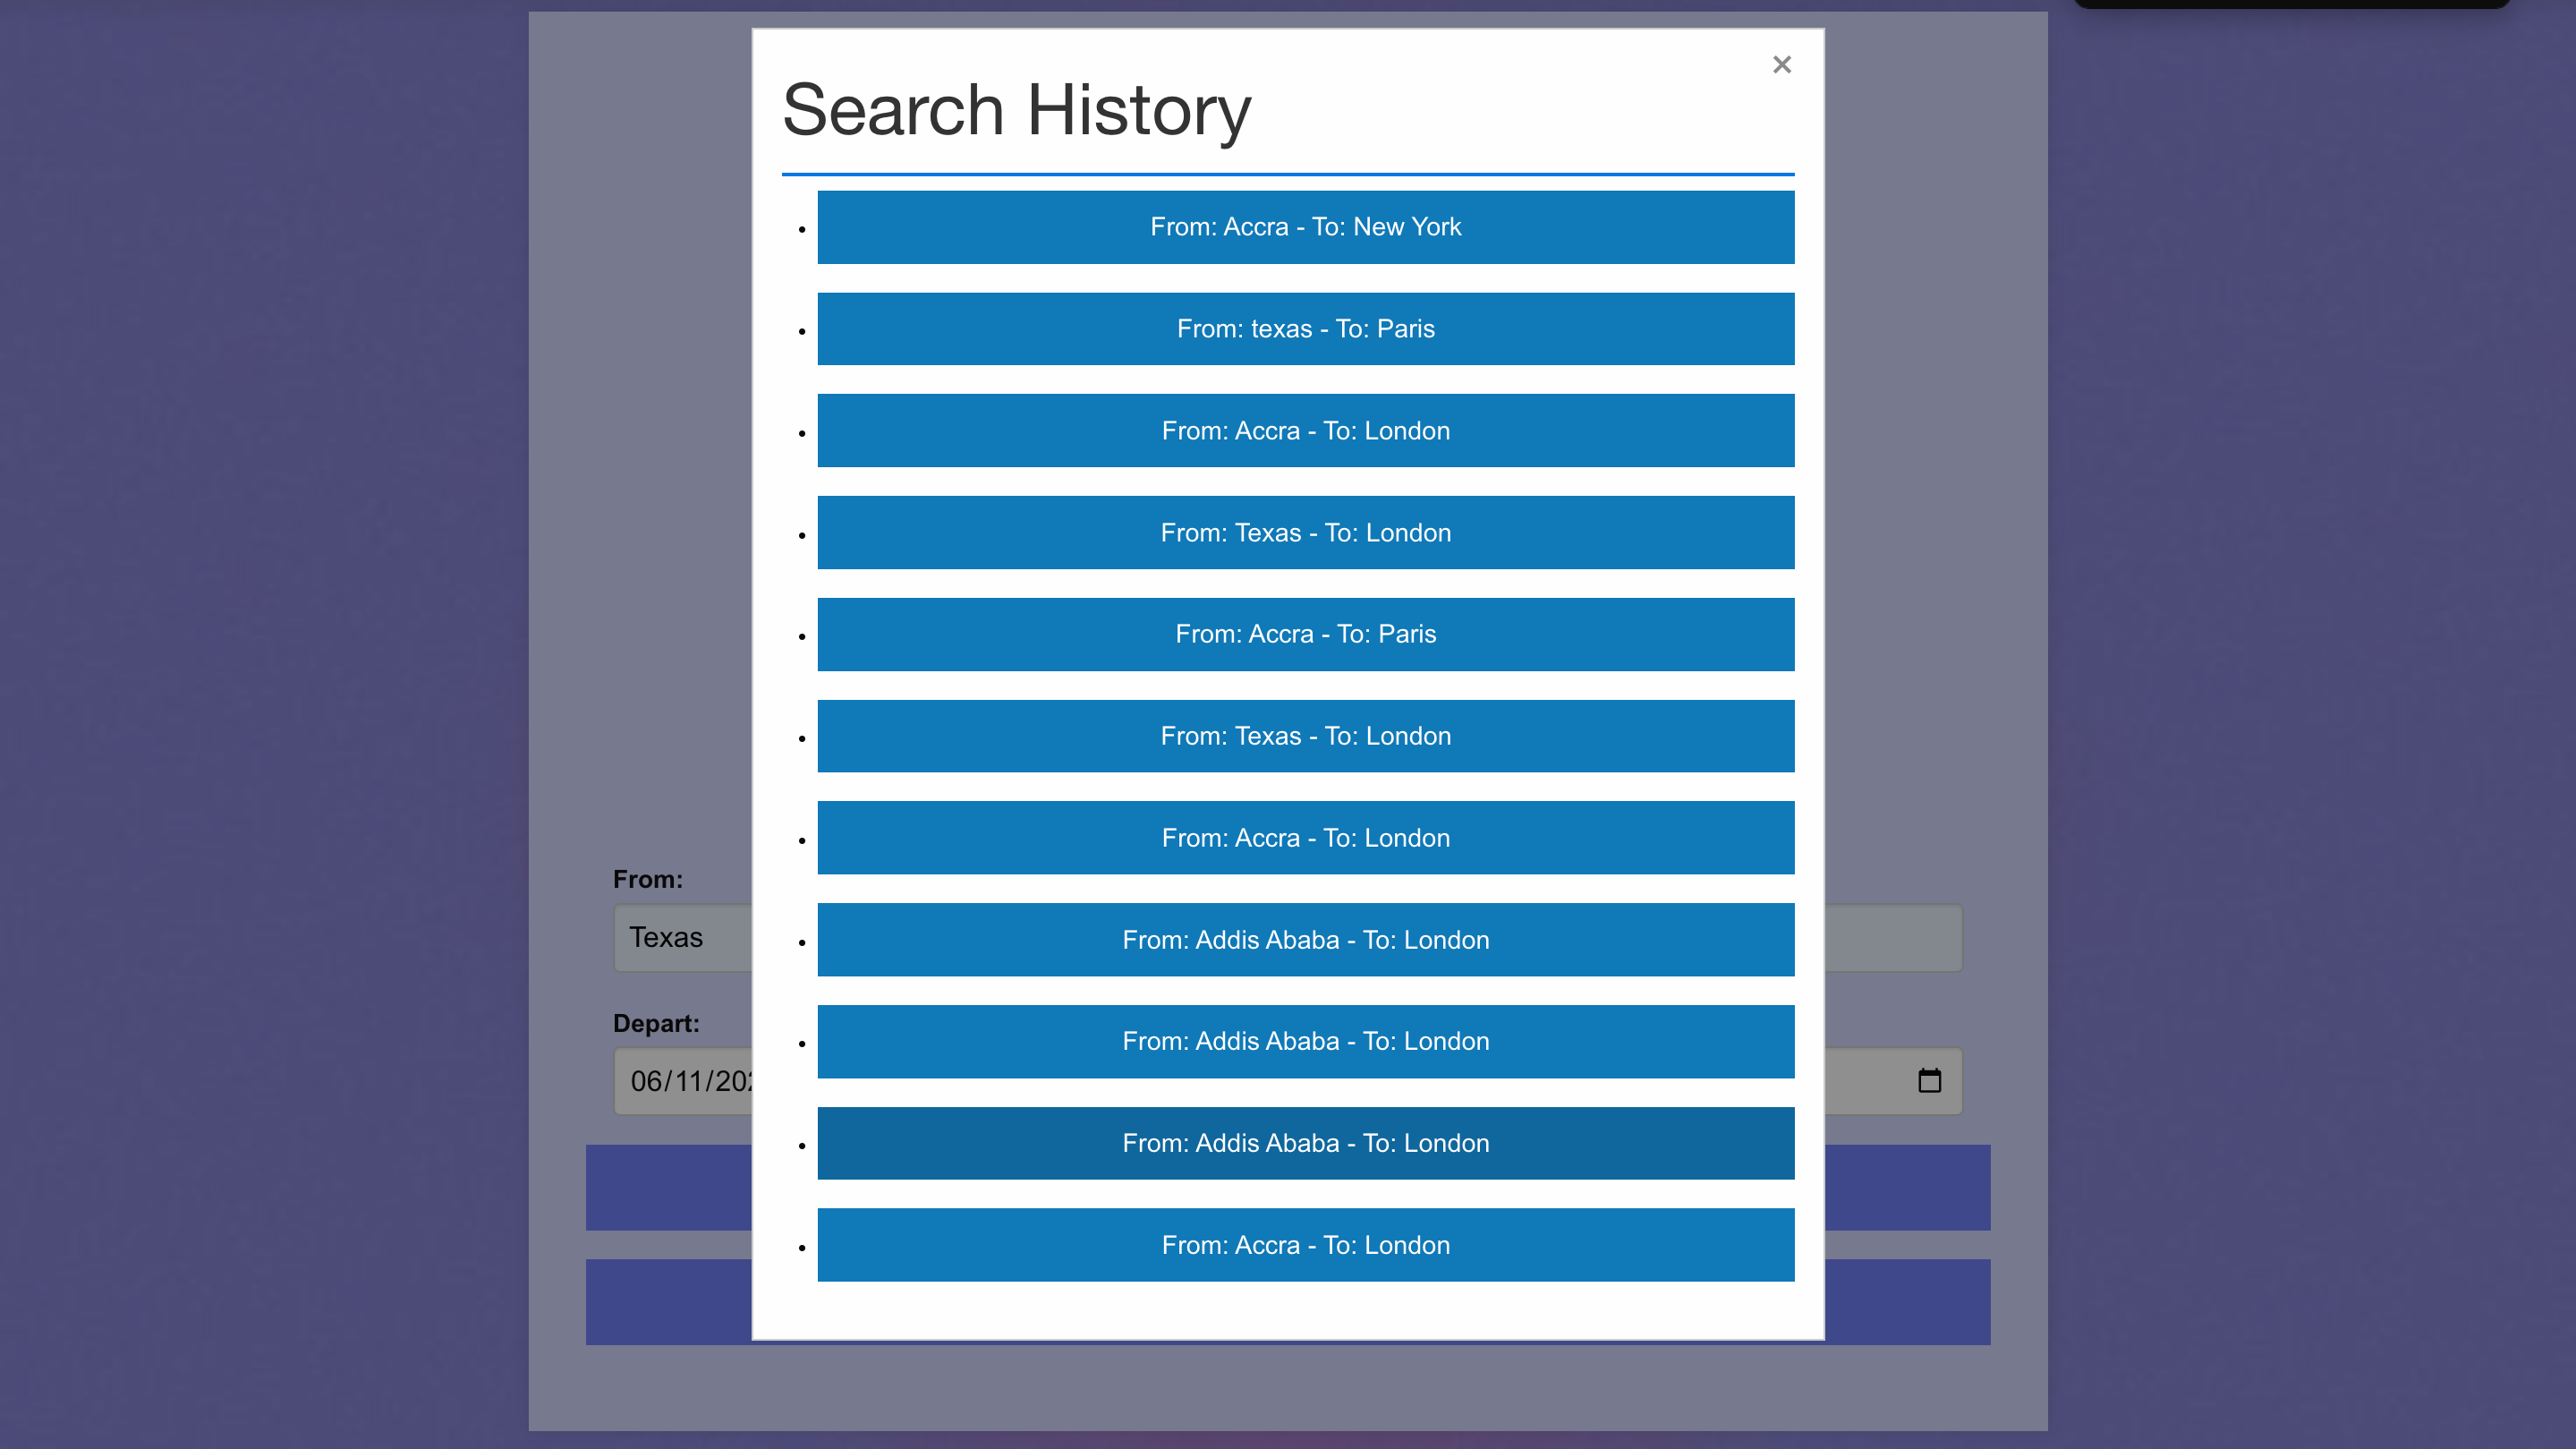 ×
Search History
From: Accra - To: New York
From: texas - To: Paris
From: Accra - To: London
From: Texas - To: London
From: Accra - To: Paris
From: Texas - To: London
From: Accra - To: London
From: Addis Ababa - To: London
From: Addis Ababa - To: London
From: Addis Ababa - To: London
From: Accra - To: London
From:
Texas
Depart:
06/11/202